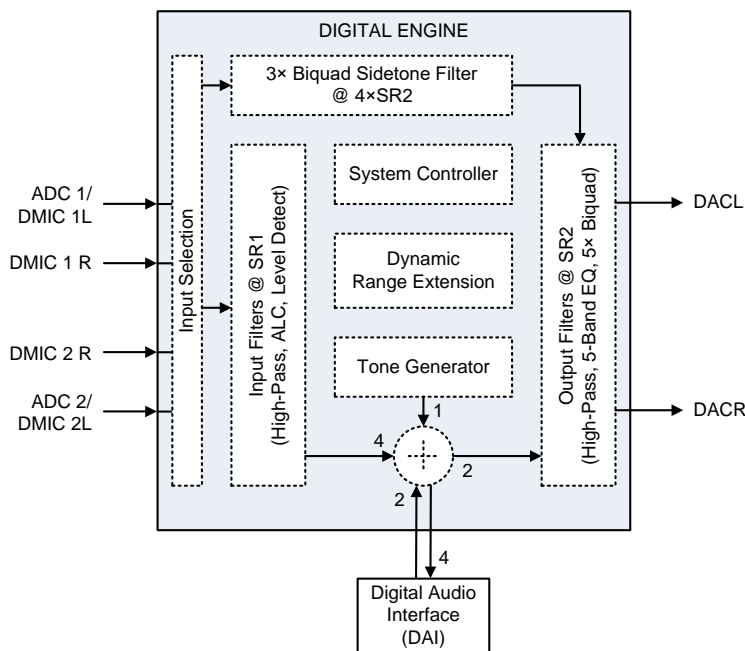 DIGITAL ENGINE
3× Biquad Sidetone Filter
@ 4×SR2
ADC 1/
DMIC 1L
DMIC 1 R
DMIC 2 R
ADC 2/
DMIC 2L
Input Selection
Input Filters @ SR1
(High-Pass, ALC, Level Detect)
System Controller
Dynamic
Range Extension
Tone Generator
1
4
2
2
4
Output Filters @ SR2
(High-Pass, 5-Band EQ, 5× Biquad)
DACL
DACR
Digital Audio
Interface
(DAI)